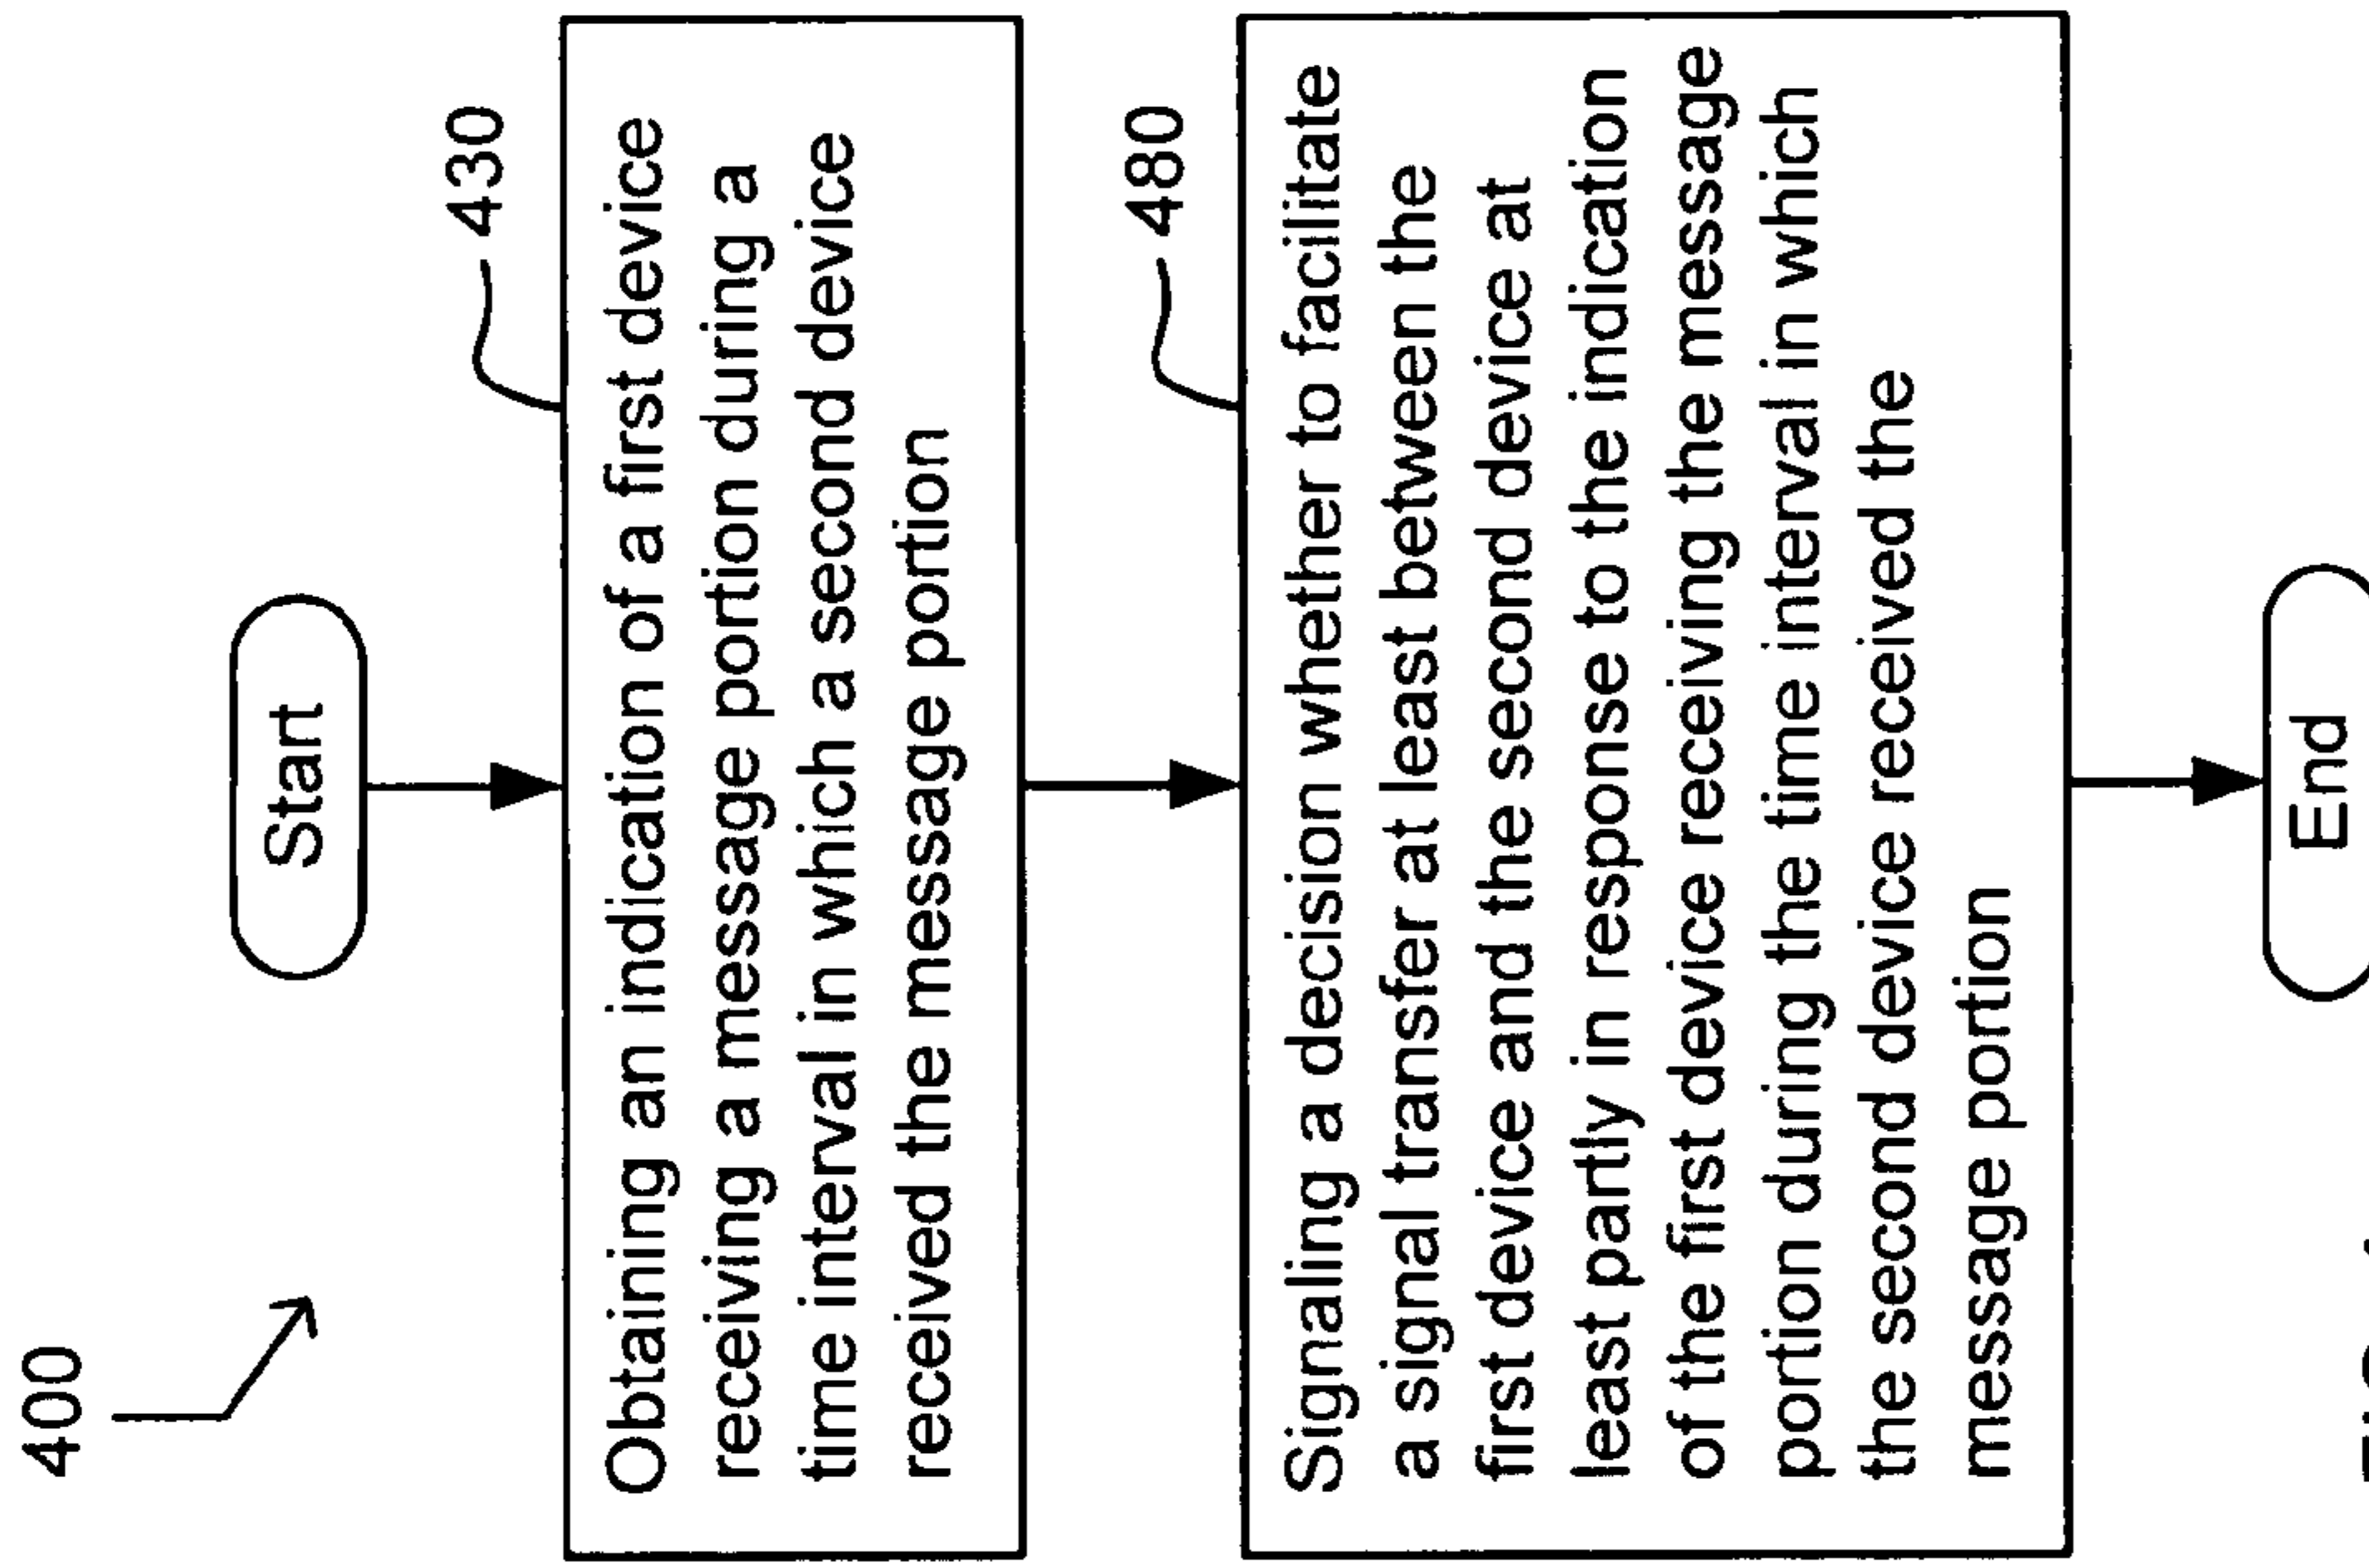 400
Start
430
Obtaining an indication of a first device
receiving a message portion during a
time interval in which a second device
received the message portion
480
Signaling a decision whether to facilitate
a signal transfer at least between the
first device and the second device at
least partly in response to the indication
of the first device receiving the message
portion during the time interval in which
the second device received the
message portion
End